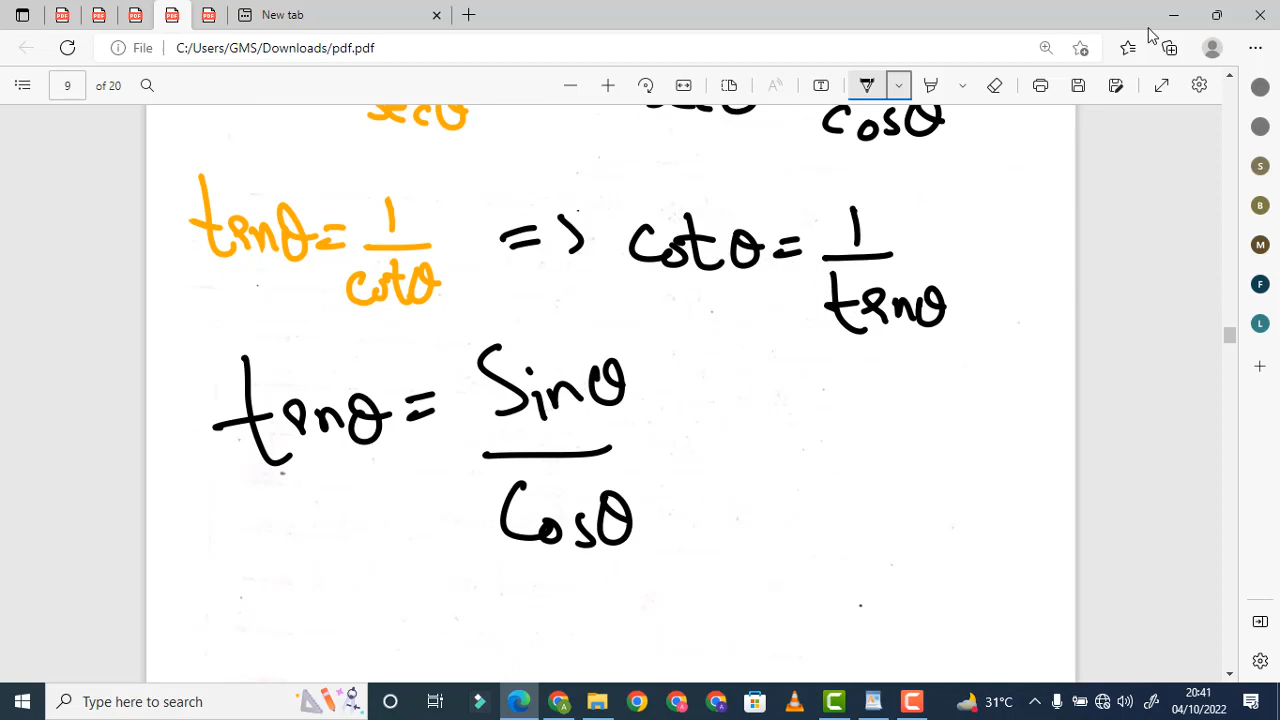 New tab
File C:/Users/GMS/Downloads/pdf.pdf
9 of 20
secθ cosθ
tanθ = 1/cotθ => cotθ = 1/tanθ
tanθ = Sinθ/Cosθ
S
B
M
F
L
Type here to search
31°C
20:41
04/10/2022